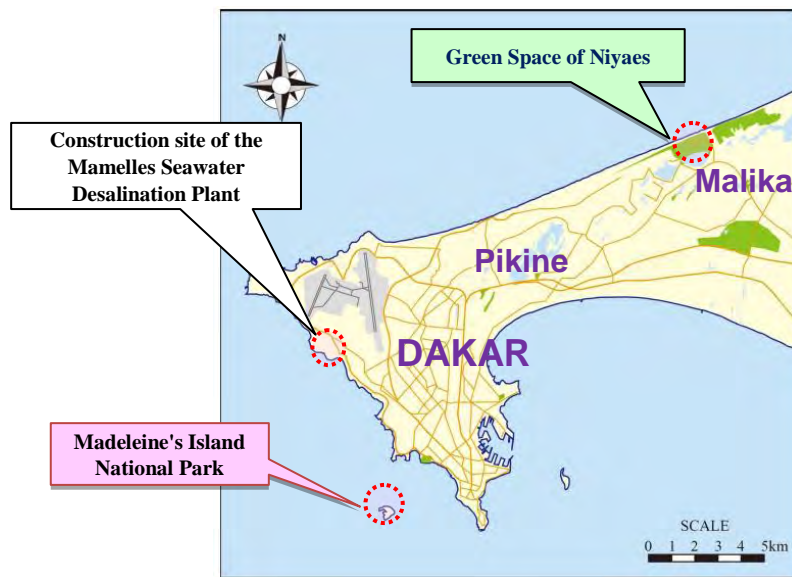 N
Green Space of Niyaes
Construction site of the
Mamelles Seawater
Desalination Plant
Malika
Pikine
DAKAR
Madeleine's Island
National Park
SCALE
0 1 2 3 4 5km